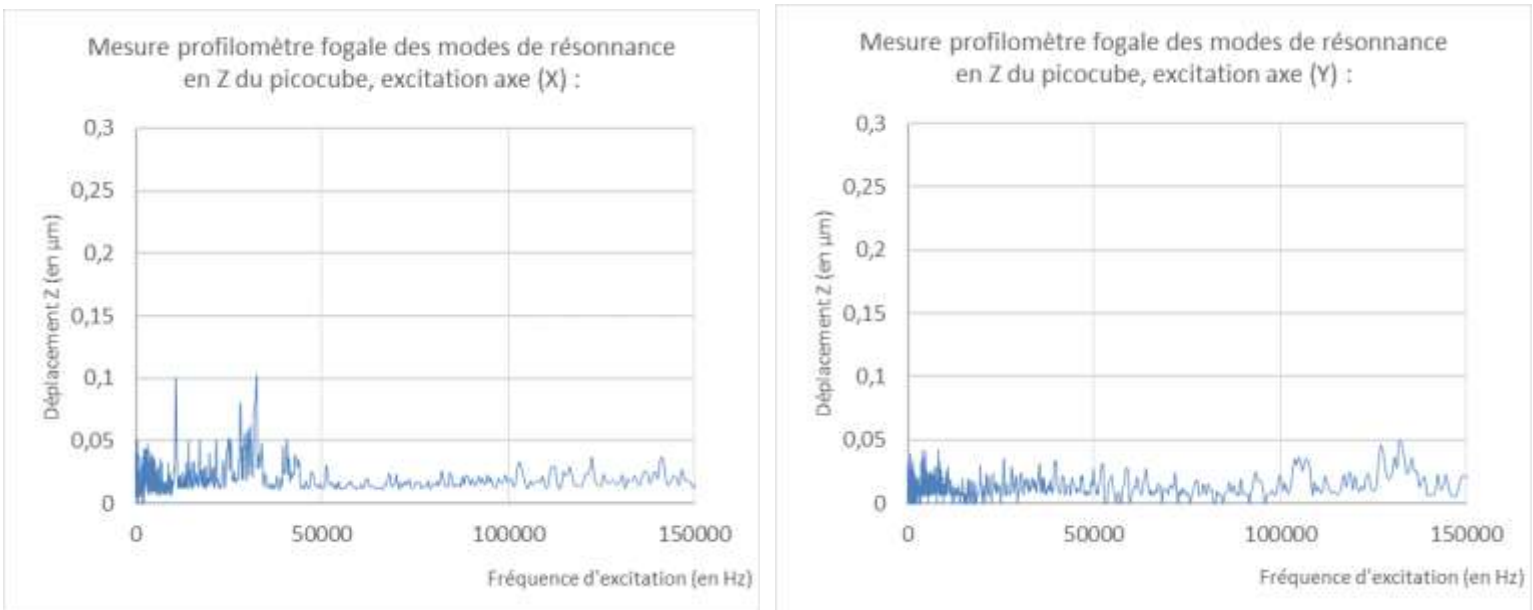 Mesure profilomètre fogale des modes de résonnance
en Z du picocube, excitation axe (X) :
0,3
0,25
0,2
0,15
0,1
0,05
0
Déplacement Z (en µm)
0
50000
100000
150000
Fréquence d'excitation (en Hz)
Mesure profilomètre fogale des modes de résonnance
en Z du picocube, excitation axe (Y) :
0,3
0,25
0,2
0,15
0,1
0,05
0
Déplacement Z (en µm)
0
50000
100000
150000
Fréquence d'excitation (en Hz)